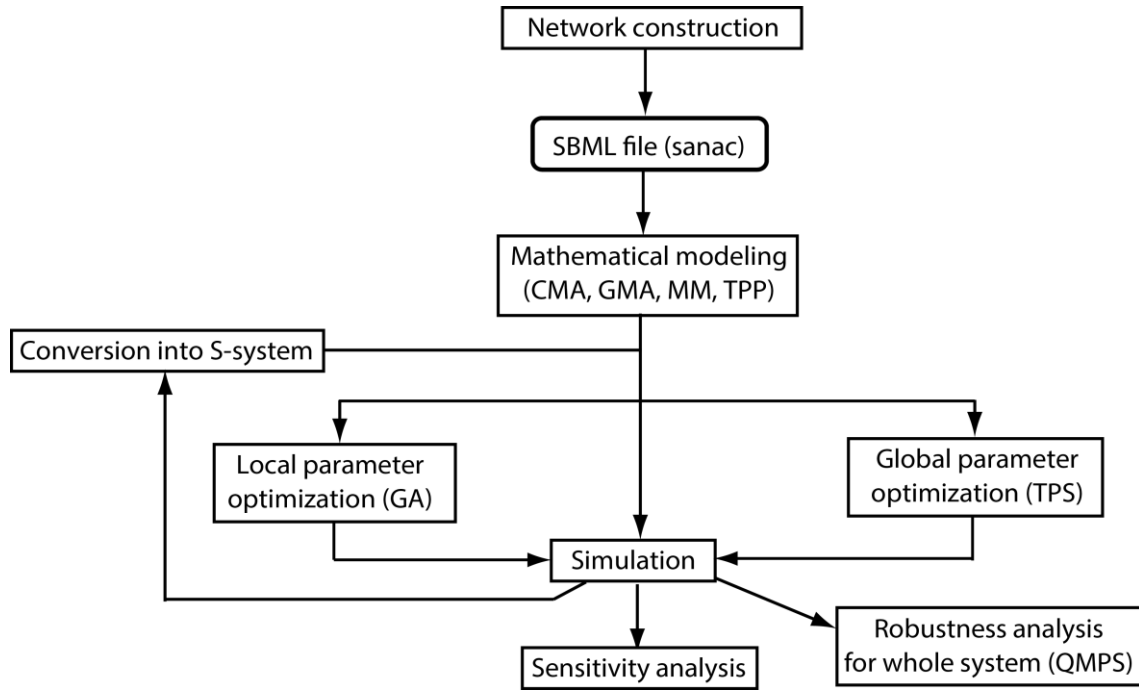 Network construction
SBML file (sanac)
Mathematical modeling
(CMA, GMA, MM, TPP)
Conversion into S-system
Local parameter
optimization (GA)
Global parameter
optimization (TPS)
Simulation
Sensitivity analysis
Robustness analysis
for whole system (QMPS)